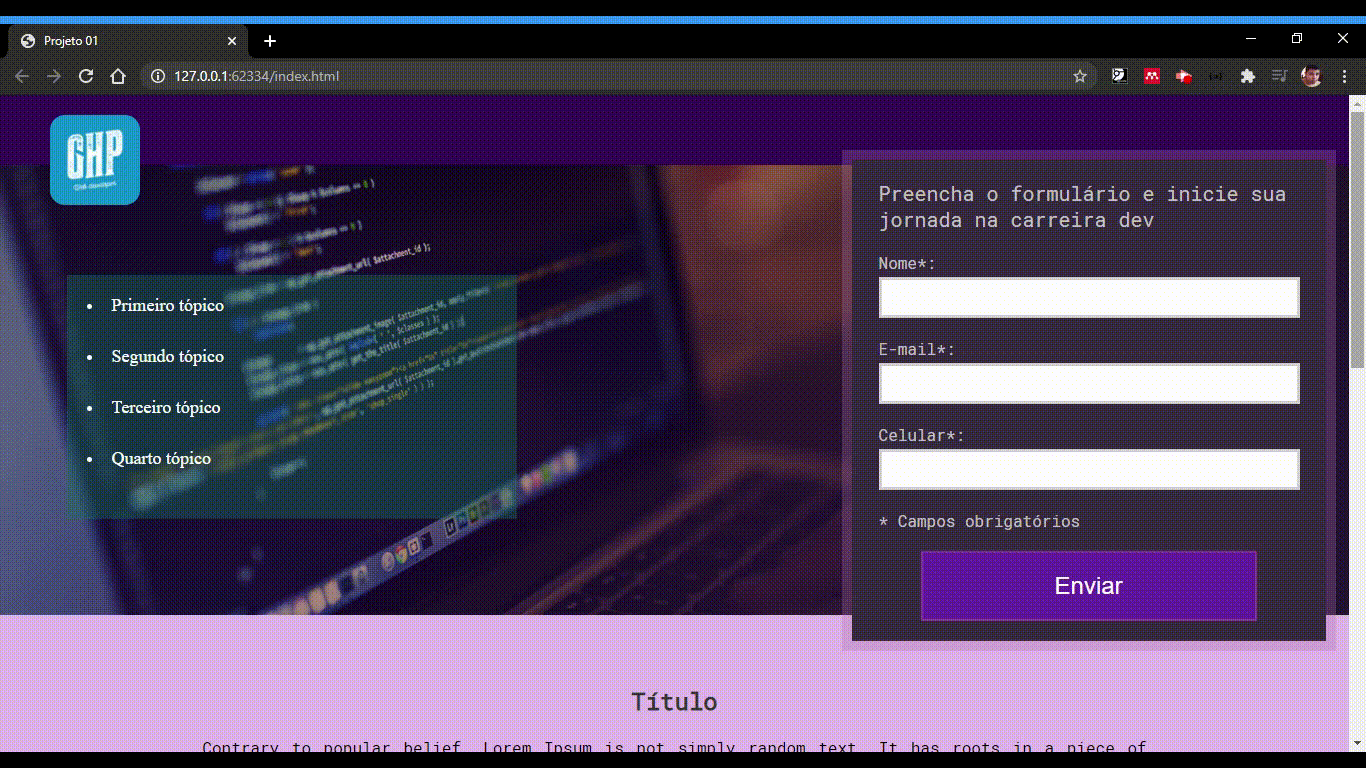 Projeto 01
127.0.0.1:62334/index.html
GHP
Primeiro tópico
Segundo tópico
Terceiro tópico
Quarto tópico
Preencha o formulário e inicie sua
jornada na carreira dev
Nome*:
E-mail*:
Celular*:
* Campos obrigatórios
Enviar
Título
Contrary to popular belief, Lorem Ipsum is not simply random text. It has roots in a piece of